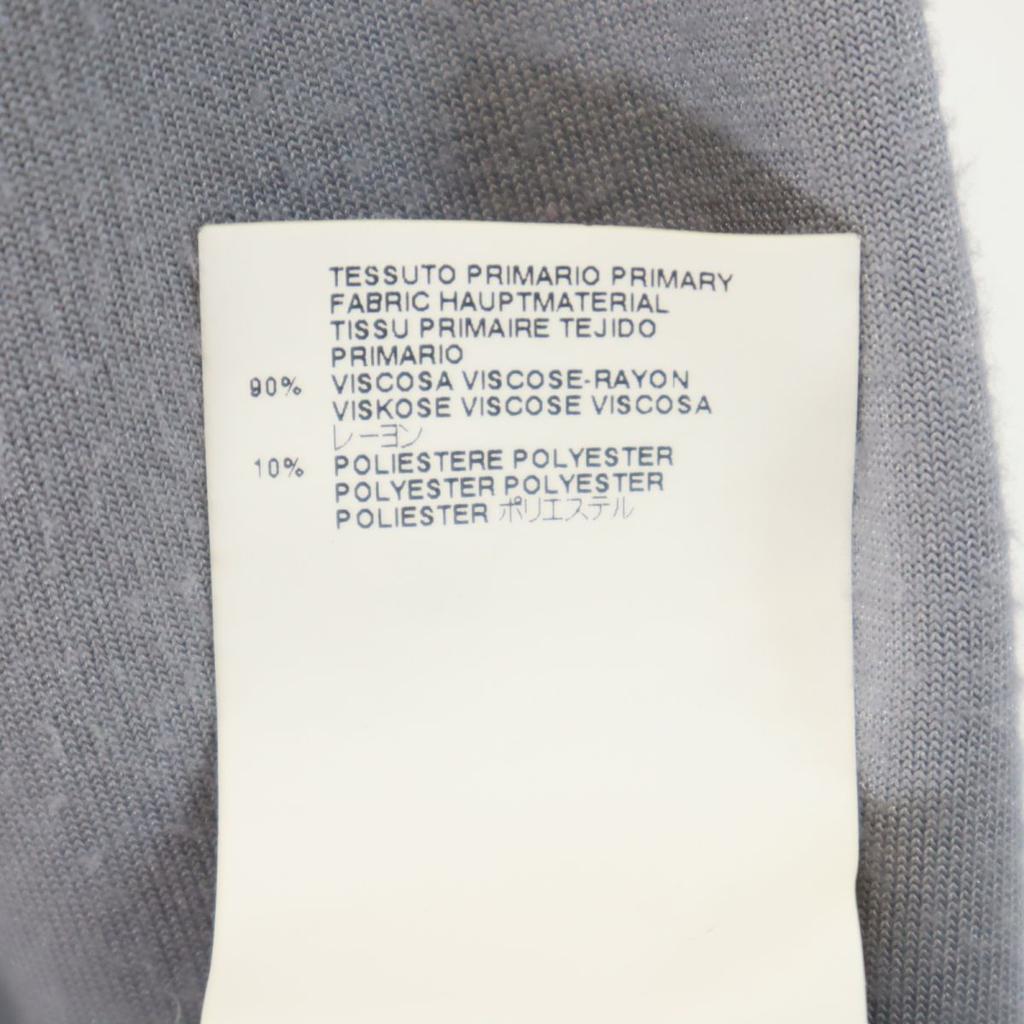 TESSUTO PRIMARIO PRIMARY
FABRIC HAUPTMATERIAL
TISSU PRIMAIRE TEJIDO
PRIMARIO
90% VISCOSA VISCOSE-RAYON
VISKOSE VISCOSE VISCOSA
レーヨン
10% POLIESTERE POLYESTER
POLYESTER POLYESTER
POLIESTER ポリエステル